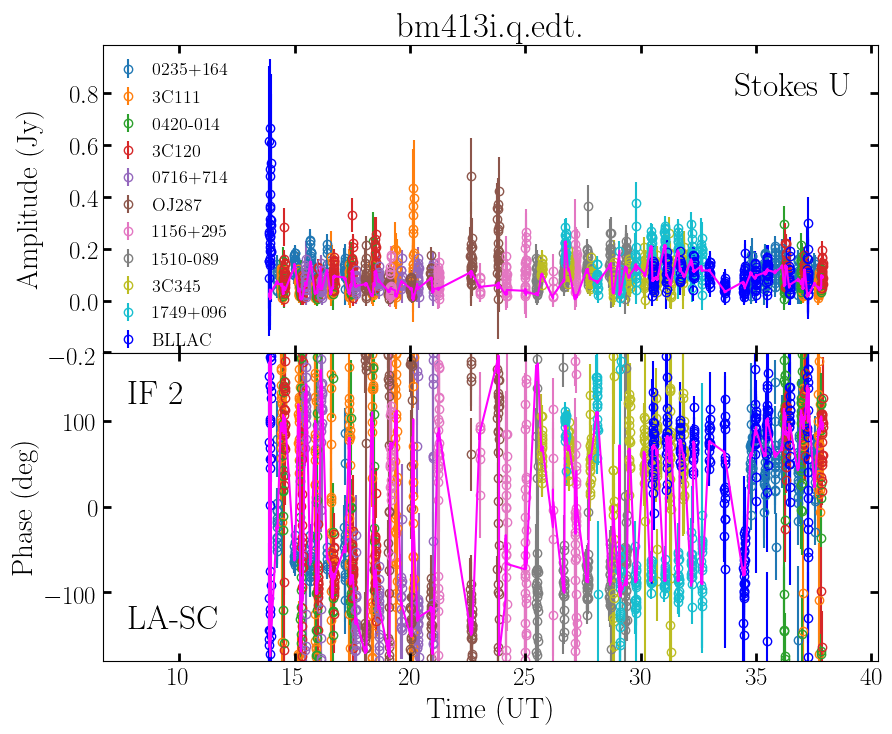 bm413i.q.edt.
Stokes U
Amplitude (Jy)
0.8
0.6
0.4
0.2
0.0
−0.2
0235+164
3C111
0420-014
3C120
0716+714
OJ287
1156+295
1510-089
3C345
1749+096
BLLAC
IF 2
Phase (deg)
100
0
−100
LA-SC
10
15
20
25
30
35
40
Time (UT)